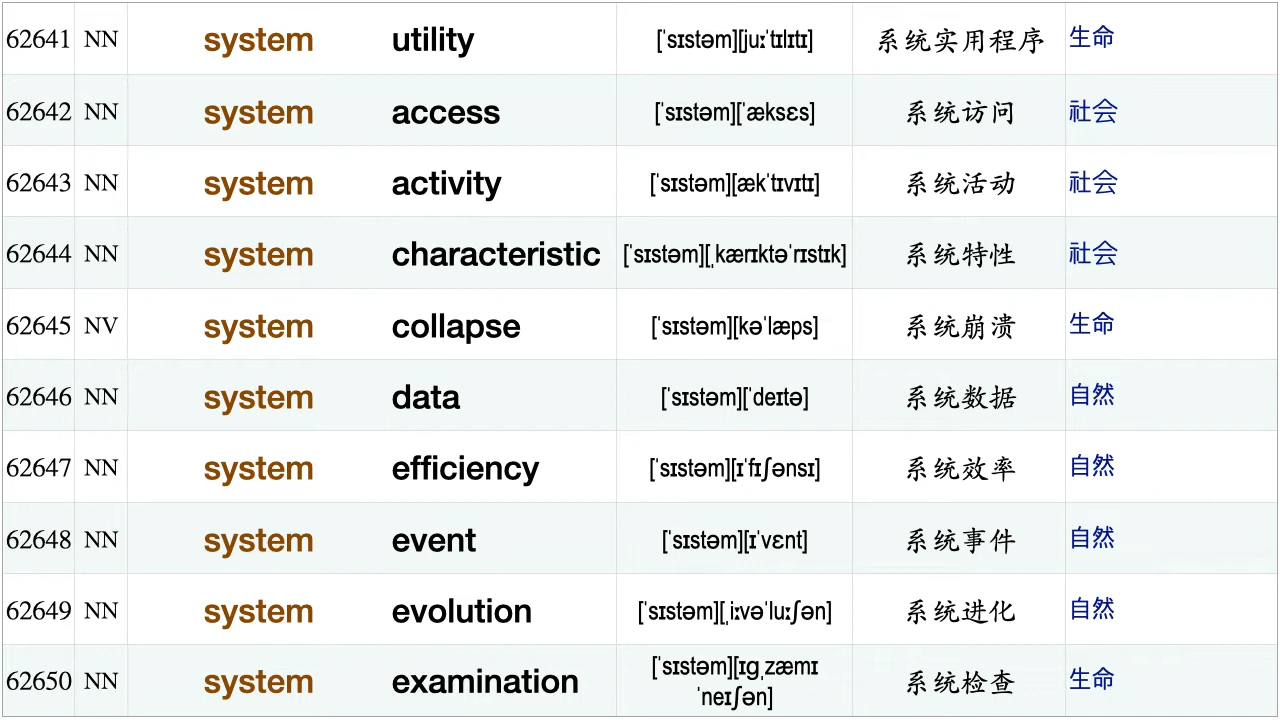 62641 NN system utility [ˈsɪstəm][juːˈtɪlɪtɪ] 系统实用程序 生命
62642 NN system access [ˈsɪstəm][ˈæksɛs] 系统访问 社会
62643 NN system activity [ˈsɪstəm][ækˈtɪvɪtɪ] 系统活动 社会
62644 NN system characteristic [ˈsɪstəm][ˌkærɪktəˈrɪstɪk] 系统特性 社会
62645 NV system collapse [ˈsɪstəm][kəˈlæps] 系统崩溃 生命
62646 NN system data [ˈsɪstəm][ˈdeɪtə] 系统数据 自然
62647 NN system efficiency [ˈsɪstəm][ɪˈfɪʃənsɪ] 系统效率 自然
62648 NN system event [ˈsɪstəm][ɪˈvɛnt] 系统事件 自然
62649 NN system evolution [ˈsɪstəm][ˌiːvəˈluːʃən] 系统进化 自然
62650 NN system examination [ˈsɪstəm][ɪɡˌzæmɪ
ˈneɪʃən] 系统检查 生命